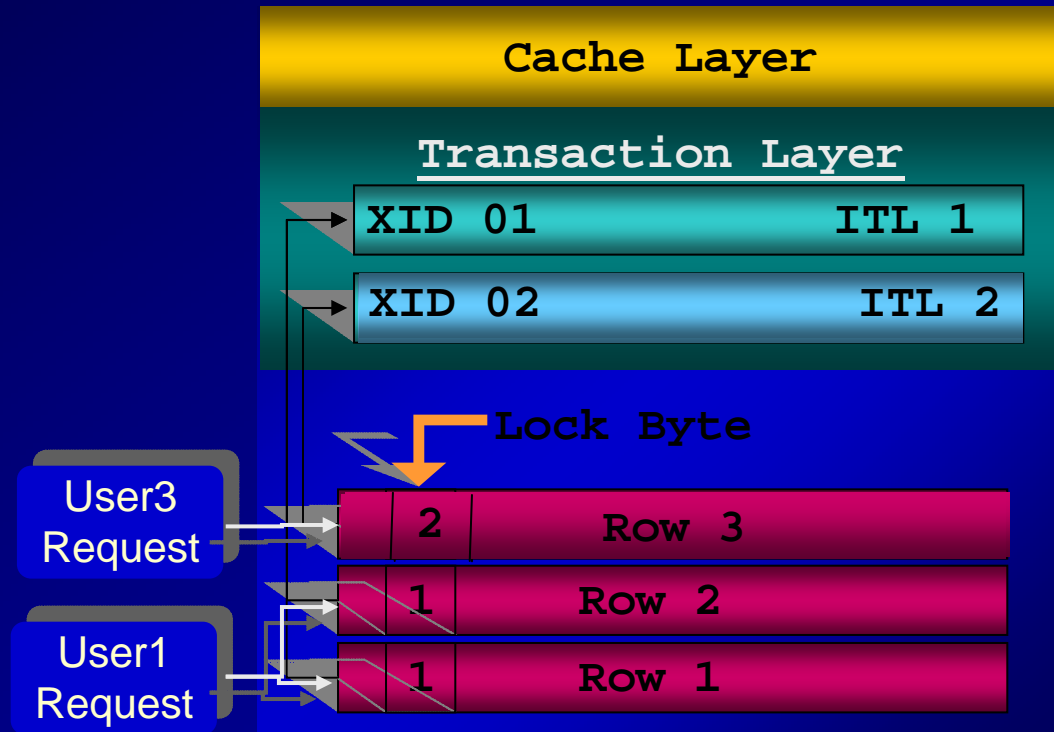 Cache Layer
Transaction Layer
XID 01 ITL 1
XID 02 ITL 2
Lock Byte
User3
Request
2 Row 3
1 Row 2
User1
Request
1 Row 1